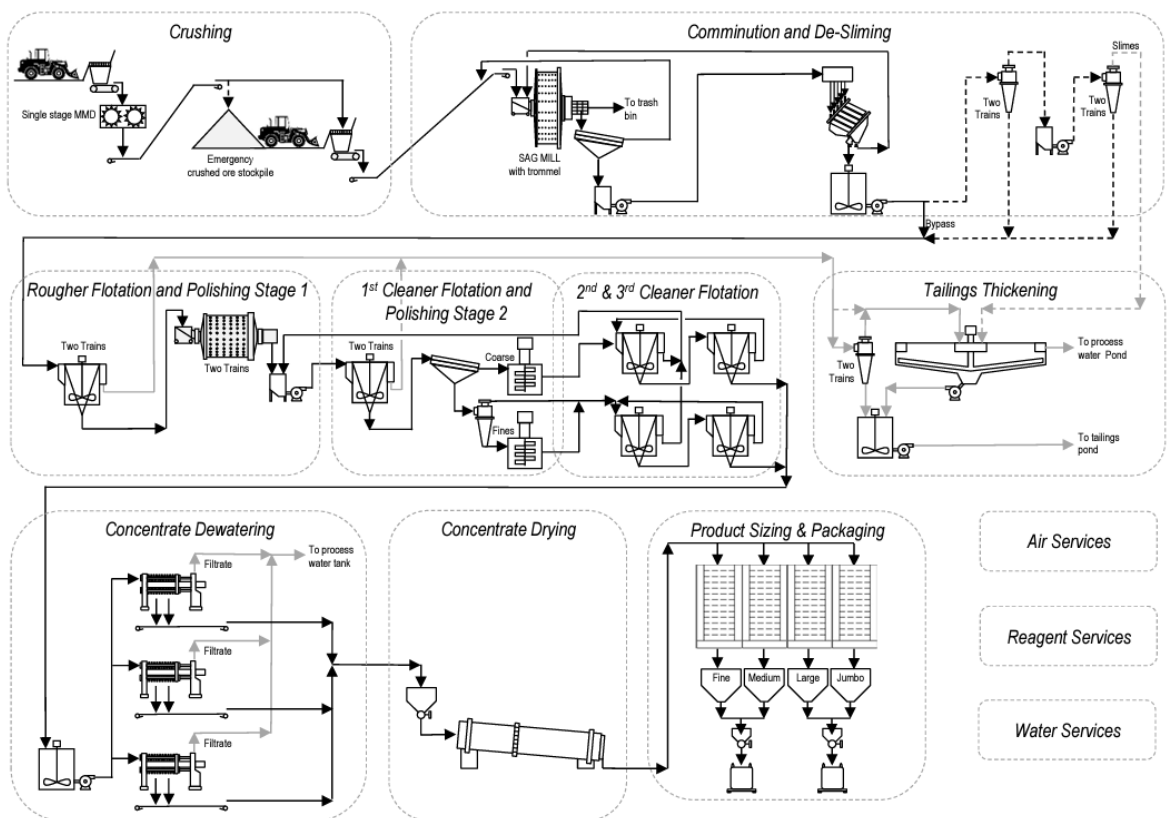 Crushing
Single stage MMD
Emergency
crushed ore stockpile
Comminution and De-Sliming
To trash
bin
SAG MILL
with trommel
Two
Trains
Two
Trains
Slimes
Bypass
Rougher Flotation and Polishing Stage 1
Two Trains
Two Trains
1st Cleaner Flotation and
Polishing Stage 2
Two Trains
Coarse
Fines
2nd & 3rd Cleaner Flotation
Tailings Thickening
Two
Trains
To process
water Pond
To tailings
pond
Concentrate Dewatering
Filtrate
Filtrate
Filtrate
To process
water tank
Concentrate Drying
Product Sizing & Packaging
Fine
Medium
Large
Jumbo
Air Services
Reagent Services
Water Services